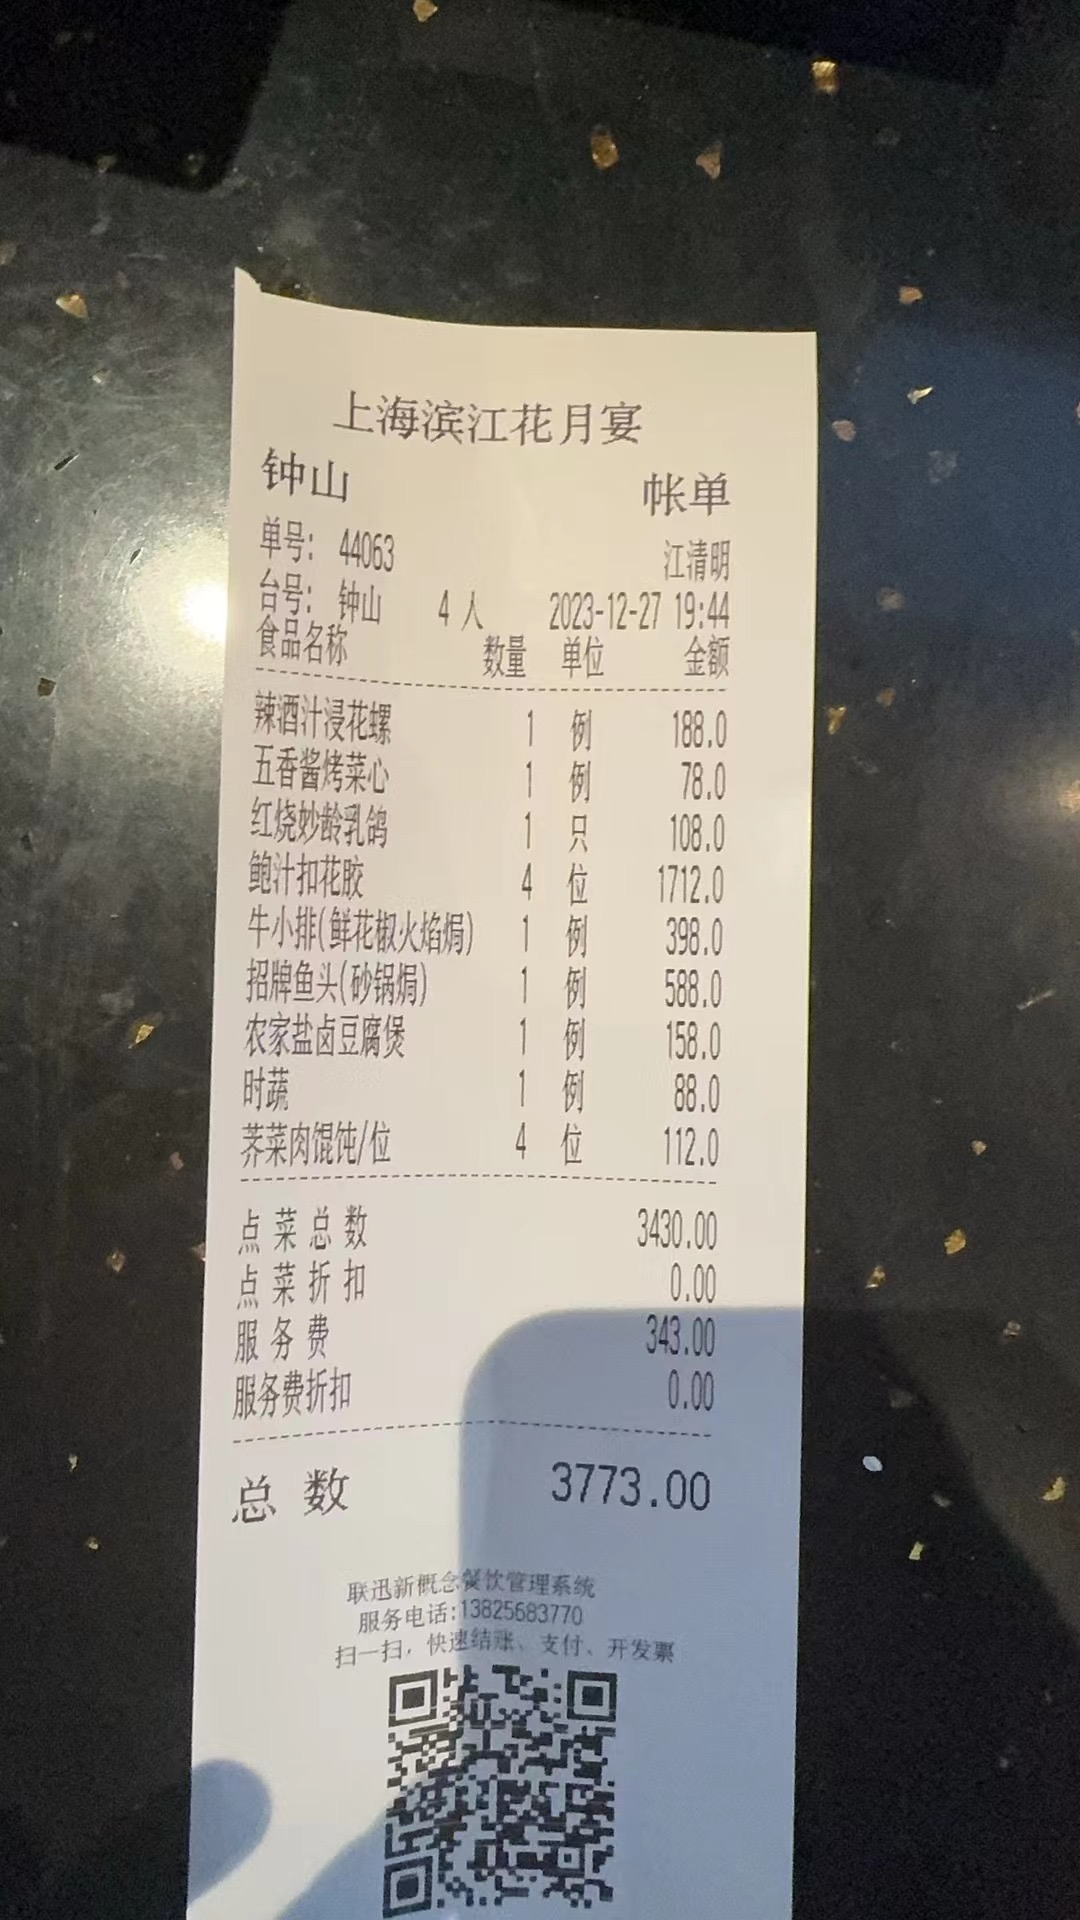 上海滨江花月宴
钟山 帐单
单号: 44063 江清明
台号: 钟山 4 人 2023-12-27 19:44
食品名称 数量 单位 金额
辣酒汁浸花螺 1 例 188.0
五香酱烤菜心 1 例 78.0
红烧妙龄乳鸽 1 只 108.0
鲍汁扣花胶 4 位 1712.0
牛小排(鲜花椒火焰焗) 1 例 398.0
招牌鱼头(砂锅焗) 1 例 588.0
农家盐卤豆腐煲 1 例 158.0
时蔬 1 例 88.0
荠菜肉馄饨/位 4 位 112.0
点菜总数 3430.00
点菜折扣 0.00
服务费 343.00
服务费折扣 0.00
总数 3773.00
联迅新概念餐饮管理系统
服务电话:13825683770
扫一扫，快速结账、支付、开发票